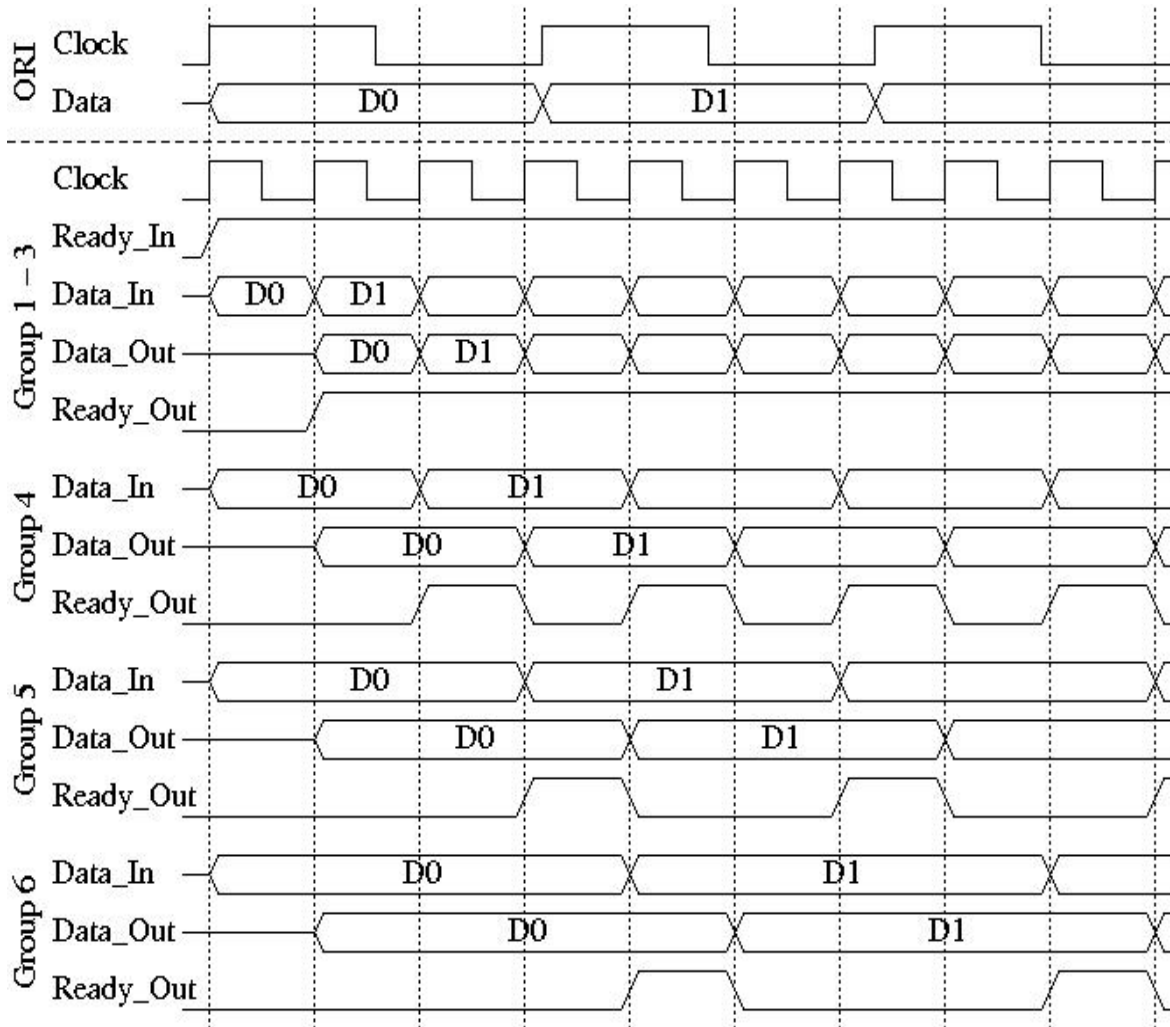 ORI
Clock
Data D0 D1
Group 1 – 3
Clock
Ready_In
Data_In D0 D1
Data_Out D0 D1
Ready_Out
Group 4
Data_In D0 D1
Data_Out D0 D1
Ready_Out
Group 5
Data_In D0 D1
Data_Out D0 D1
Ready_Out
Group 6
Data_In D0 D1
Data_Out D0 D1
Ready_Out